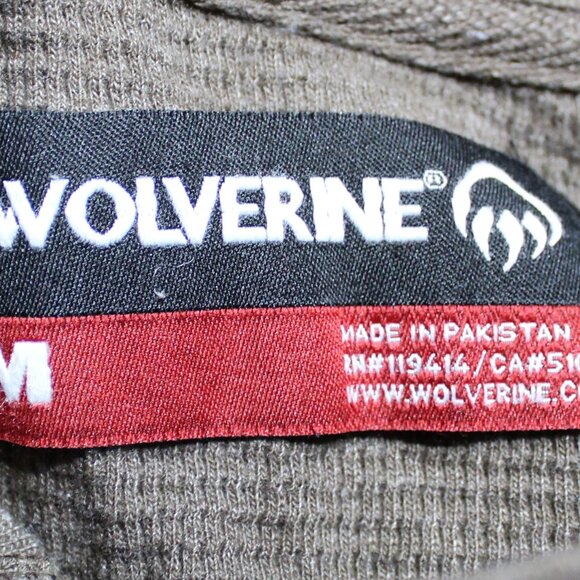 WOLVERINE®
M
MADE IN PAKISTAN
RN#119414/CA#51
WWW.WOLVERINE.C